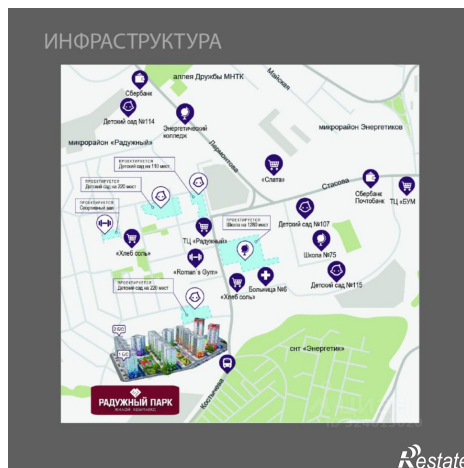 ИНФРАСТРУКТУРА
аллея Дружбы МНТК
Майская
Сбербанк
Детский сад №114
Энергетический
колледж
микрорайон «Радужный»
Лермонтова
микрорайон Энергетиков
ПРОЕКТИРУЕТСЯ
Детский сад на 110 мест
«Слата»
ПРОЕКТИРУЕТСЯ
Детский сад на 220 мест
Стасова
Сбербанк
Почтобанк
ТЦ «БУМ
ПРОЕКТИРУЕТСЯ
Спортивный зал
ПРОЕКТИРУЕТСЯ
Школа на 1280 мест
Детский сад №107
ТЦ «Радужный»
«Хлеб соль»
Школа №75
«Roman's Gym»
ПРОЕКТИРУЕТСЯ
Детский сад на 220 мест
«Хлеб соль»
Больница №6
Детский сад №115
снт «Энергетик»
РАДУЖНЫЙ ПАРК
ЖИЛОЙ КОМПЛЕКС
Костычева
Restate